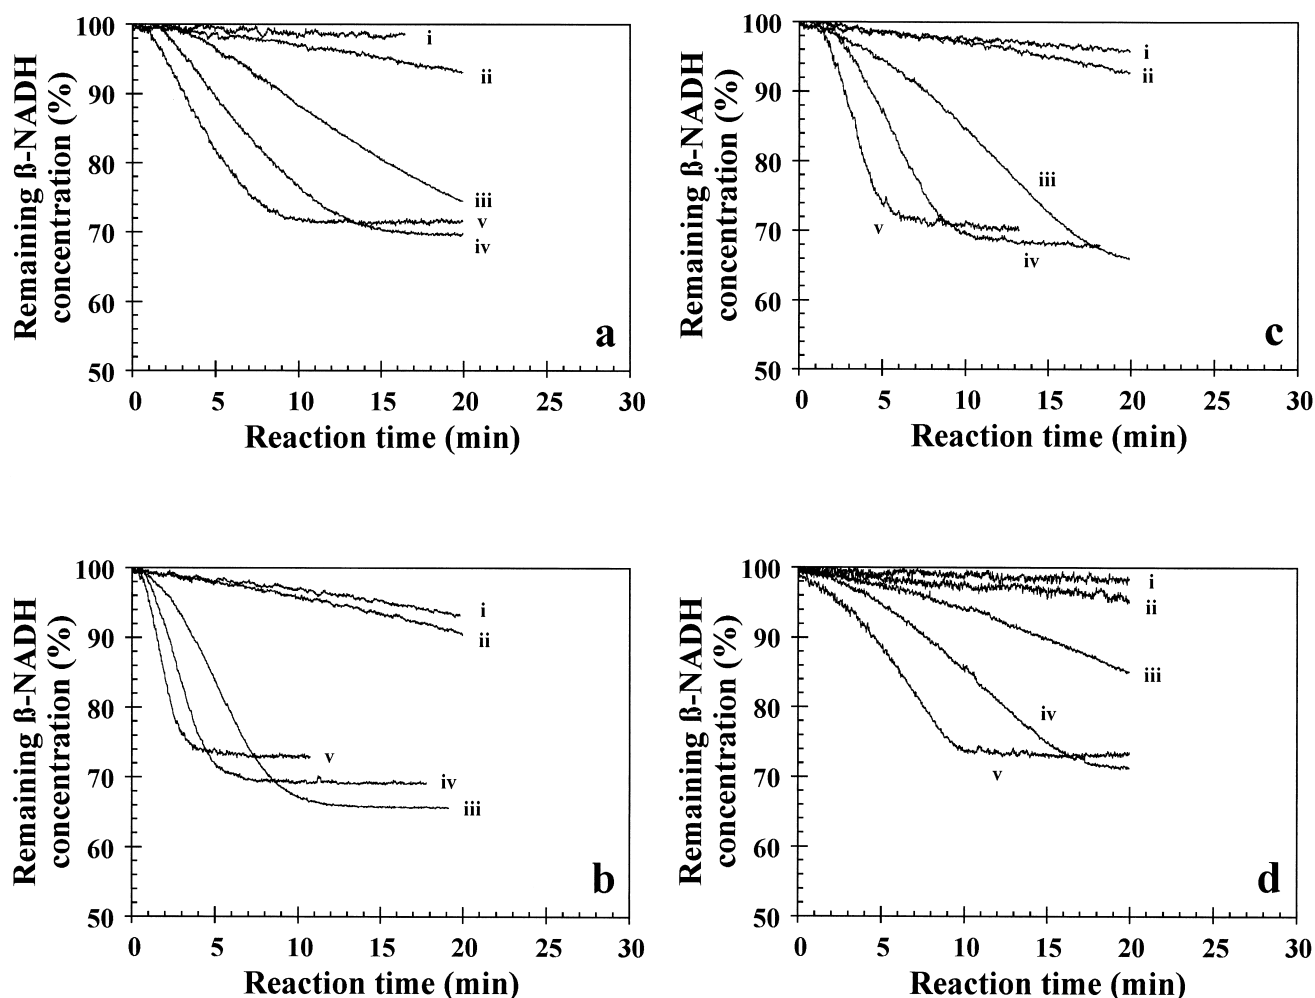 Remaining ß-NADH
concentration (%)
100
90
80
70
60
50
i
ii
iii
v
iv
a
0 5 10 15 20 25 30
Reaction time (min)
Remaining ß-NADH
concentration (%)
100
90
80
70
60
50
i
ii
iii
v
iv
c
0 5 10 15 20 25 30
Reaction time (min)
Remaining ß-NADH
concentration (%)
100
90
80
70
60
50
i
ii
v
iv
iii
b
0 5 10 15 20 25 30
Reaction time (min)
Remaining ß-NADH
concentration (%)
100
90
80
70
60
50
i
ii
iii
iv
v
d
0 5 10 15 20 25 30
Reaction time (min)